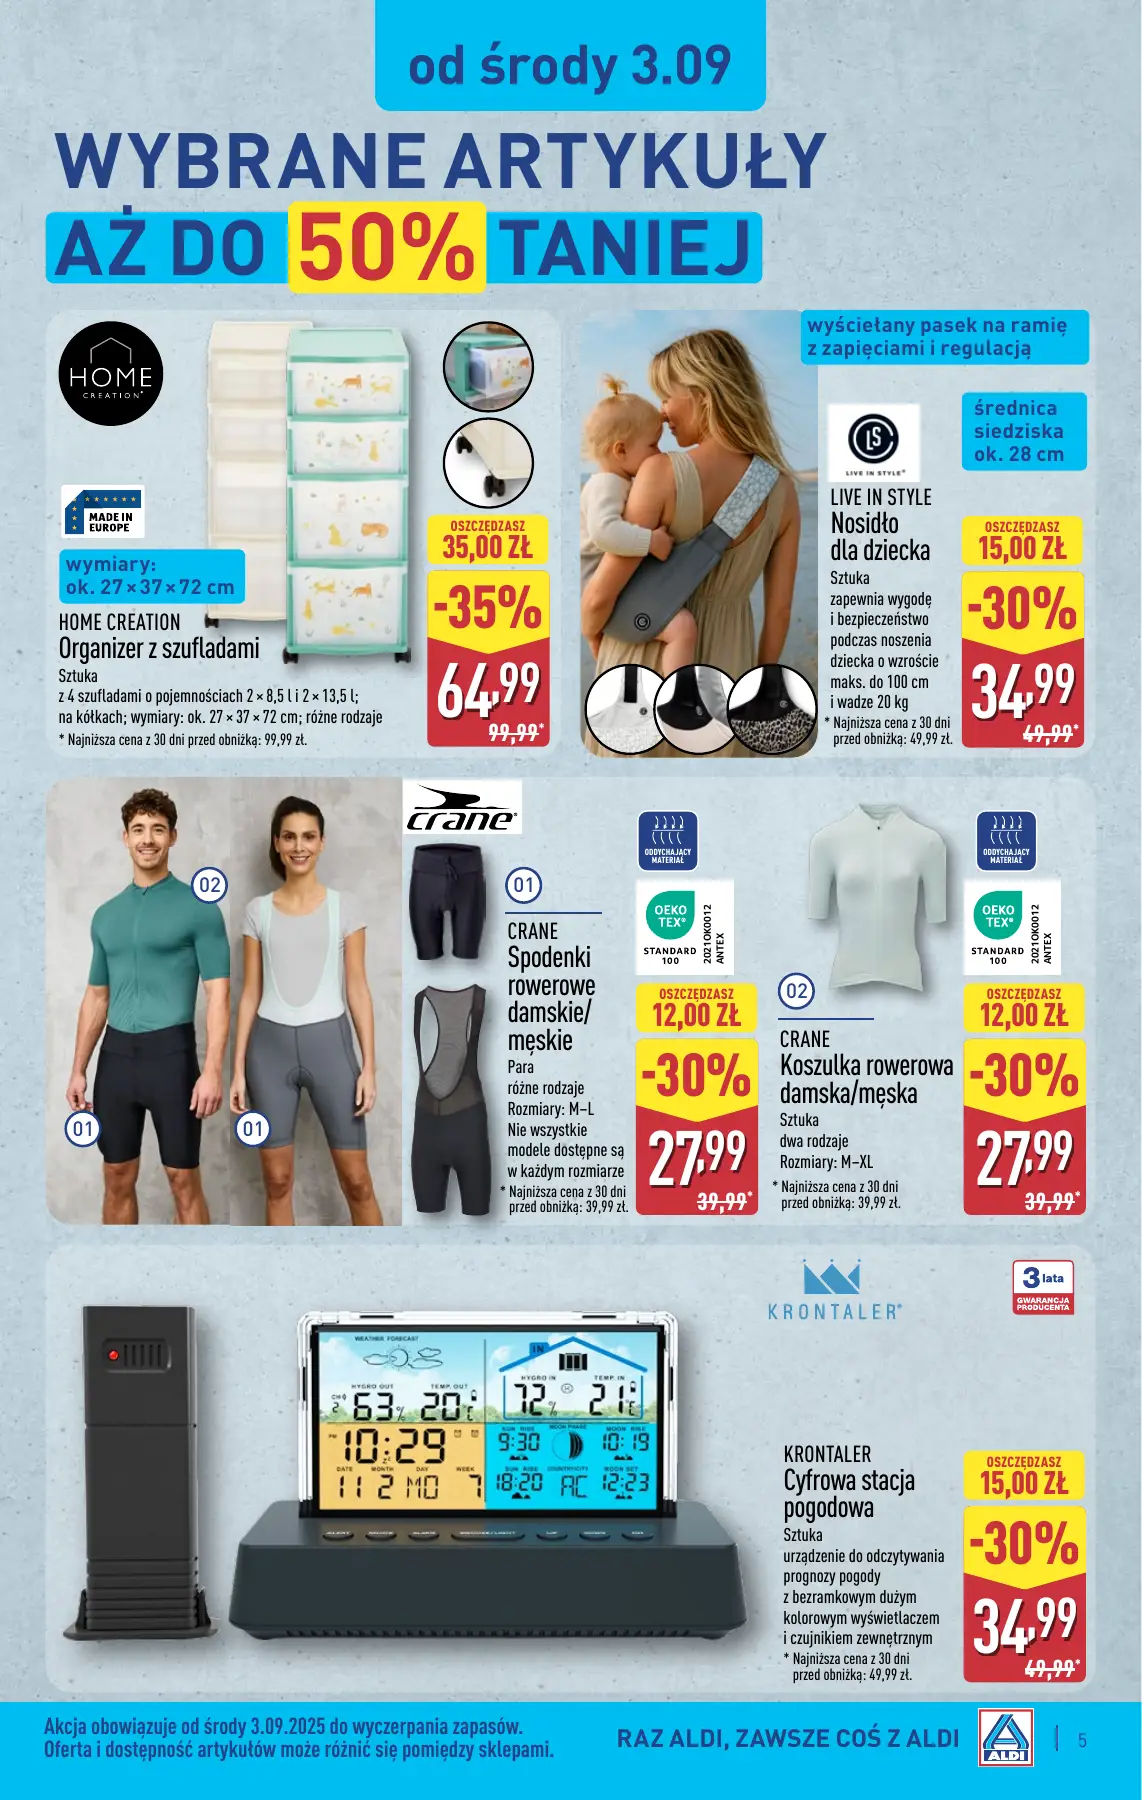 od środy 3.09
WYBRANE ARTYKUŁY
AŻ DO 50% TANIEJ
HOME
CREATION
MADE IN
EUROPE
wymiary:
ok. 27 × 37 × 72 cm
HOME CREATION
Organizer z szufladami
Sztuka
z 4 szufladami o pojemnościach 2 × 8,5 l i 2 × 13,5 l;
na kółkach; wymiary: ok. 27 × 37 × 72 cm; różne rodzaje
* Najniższa cena z 30 dni przed obniżką: 99,99 zł.
OSZCZĘDZASZ
35,00 ZŁ
-35%
64,99
99,99*
wyściełany pasek na ramię
z zapięciami i regulacją
średnica
siedziska
ok. 28 cm
LIVE IN STYLE
LIVE IN STYLE
Nosidło
dla dziecka
Sztuka
zapewnia wygodę
i bezpieczeństwo
podczas noszenia
dziecka o wzroście
maks. do 100 cm
i wadze 20 kg
* Najniższa cena z 30 dni
przed obniżką: 49,99 zł.
OSZCZĘDZASZ
15,00 ZŁ
-30%
34,99
49,99*
02
01
01
crane®
01
CRANE
Spodenki
rowerowe
damskie/
męskie
Para
różne rodzaje
Rozmiary: M–L
Nie wszystkie
modele dostępne są
w każdym rozmiarze
* Najniższa cena z 30 dni
przed obniżką: 39,99 zł.
ODDYCHAJĄCY
MATERIAŁ
OEKO
TEX®
STANDARD
100
2021OK0012
ANTEX
OSZCZĘDZASZ
12,00 ZŁ
-30%
27,99
39,99*
02
CRANE
Koszulka rowerowa
damska/męska
Sztuka
dwa rodzaje
Rozmiary: M–XL
* Najniższa cena z 30 dni
przed obniżką: 39,99 zł.
ODDYCHAJĄCY
MATERIAŁ
OEKO
TEX®
STANDARD
100
2021OK0012
ANTEX
OSZCZĘDZASZ
12,00 ZŁ
-30%
27,99
39,99*
KRONTALER®
3 lata
GWARANCJA
PRODUCENTA
WEATHER FORECAST
IN
HYGRO OUT TEMP. OUT
HYGRO IN TEMP. IN
CH 2 63% 20°C
72% 21°C
PM 10:29
DATE MONTH DAY WEEK
11 2 MO 7
SUN RISE MOON PHASE MOON RISE
9:30 10:19
18:20 AC 12:23
KRONTALER
Cyfrowa stacja
pogodowa
Sztuka
urządzenie do odczytywania
prognozy pogody
z bezramkowym dużym
kolorowym wyświetlaczem
i czujnikiem zewnętrznym
* Najniższa cena z 30 dni
przed obniżką: 49,99 zł.
OSZCZĘDZASZ
15,00 ZŁ
-30%
34,99
49,99*
Akcja obowiązuje od środy 3.09.2025 do wyczerpania zapasów.
Oferta i dostępność artykułów może różnić się pomiędzy sklepami.
RAZ ALDI, ZAWSZE COŚ Z ALDI
ALDI
5